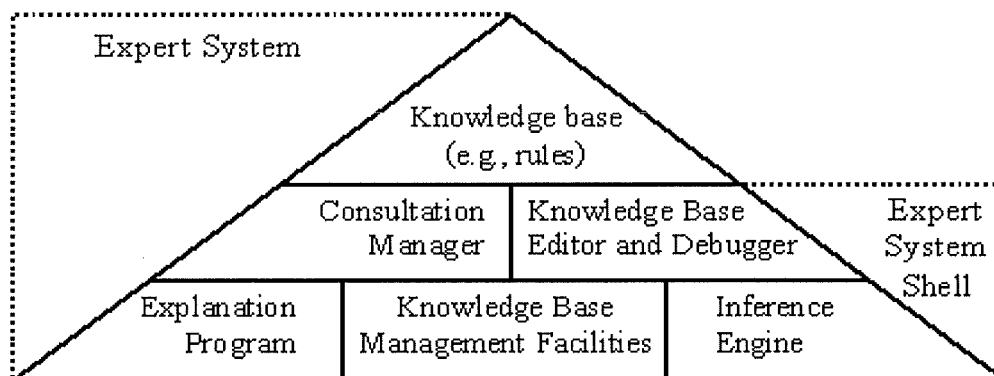 Expert System
Knowledge base
(e.g., rules)
Consultation
Manager
Knowledge Base
Editor and Debugger
Expert
System
Shell
Explanation
Program
Knowledge Base
Management Facilities
Inference
Engine